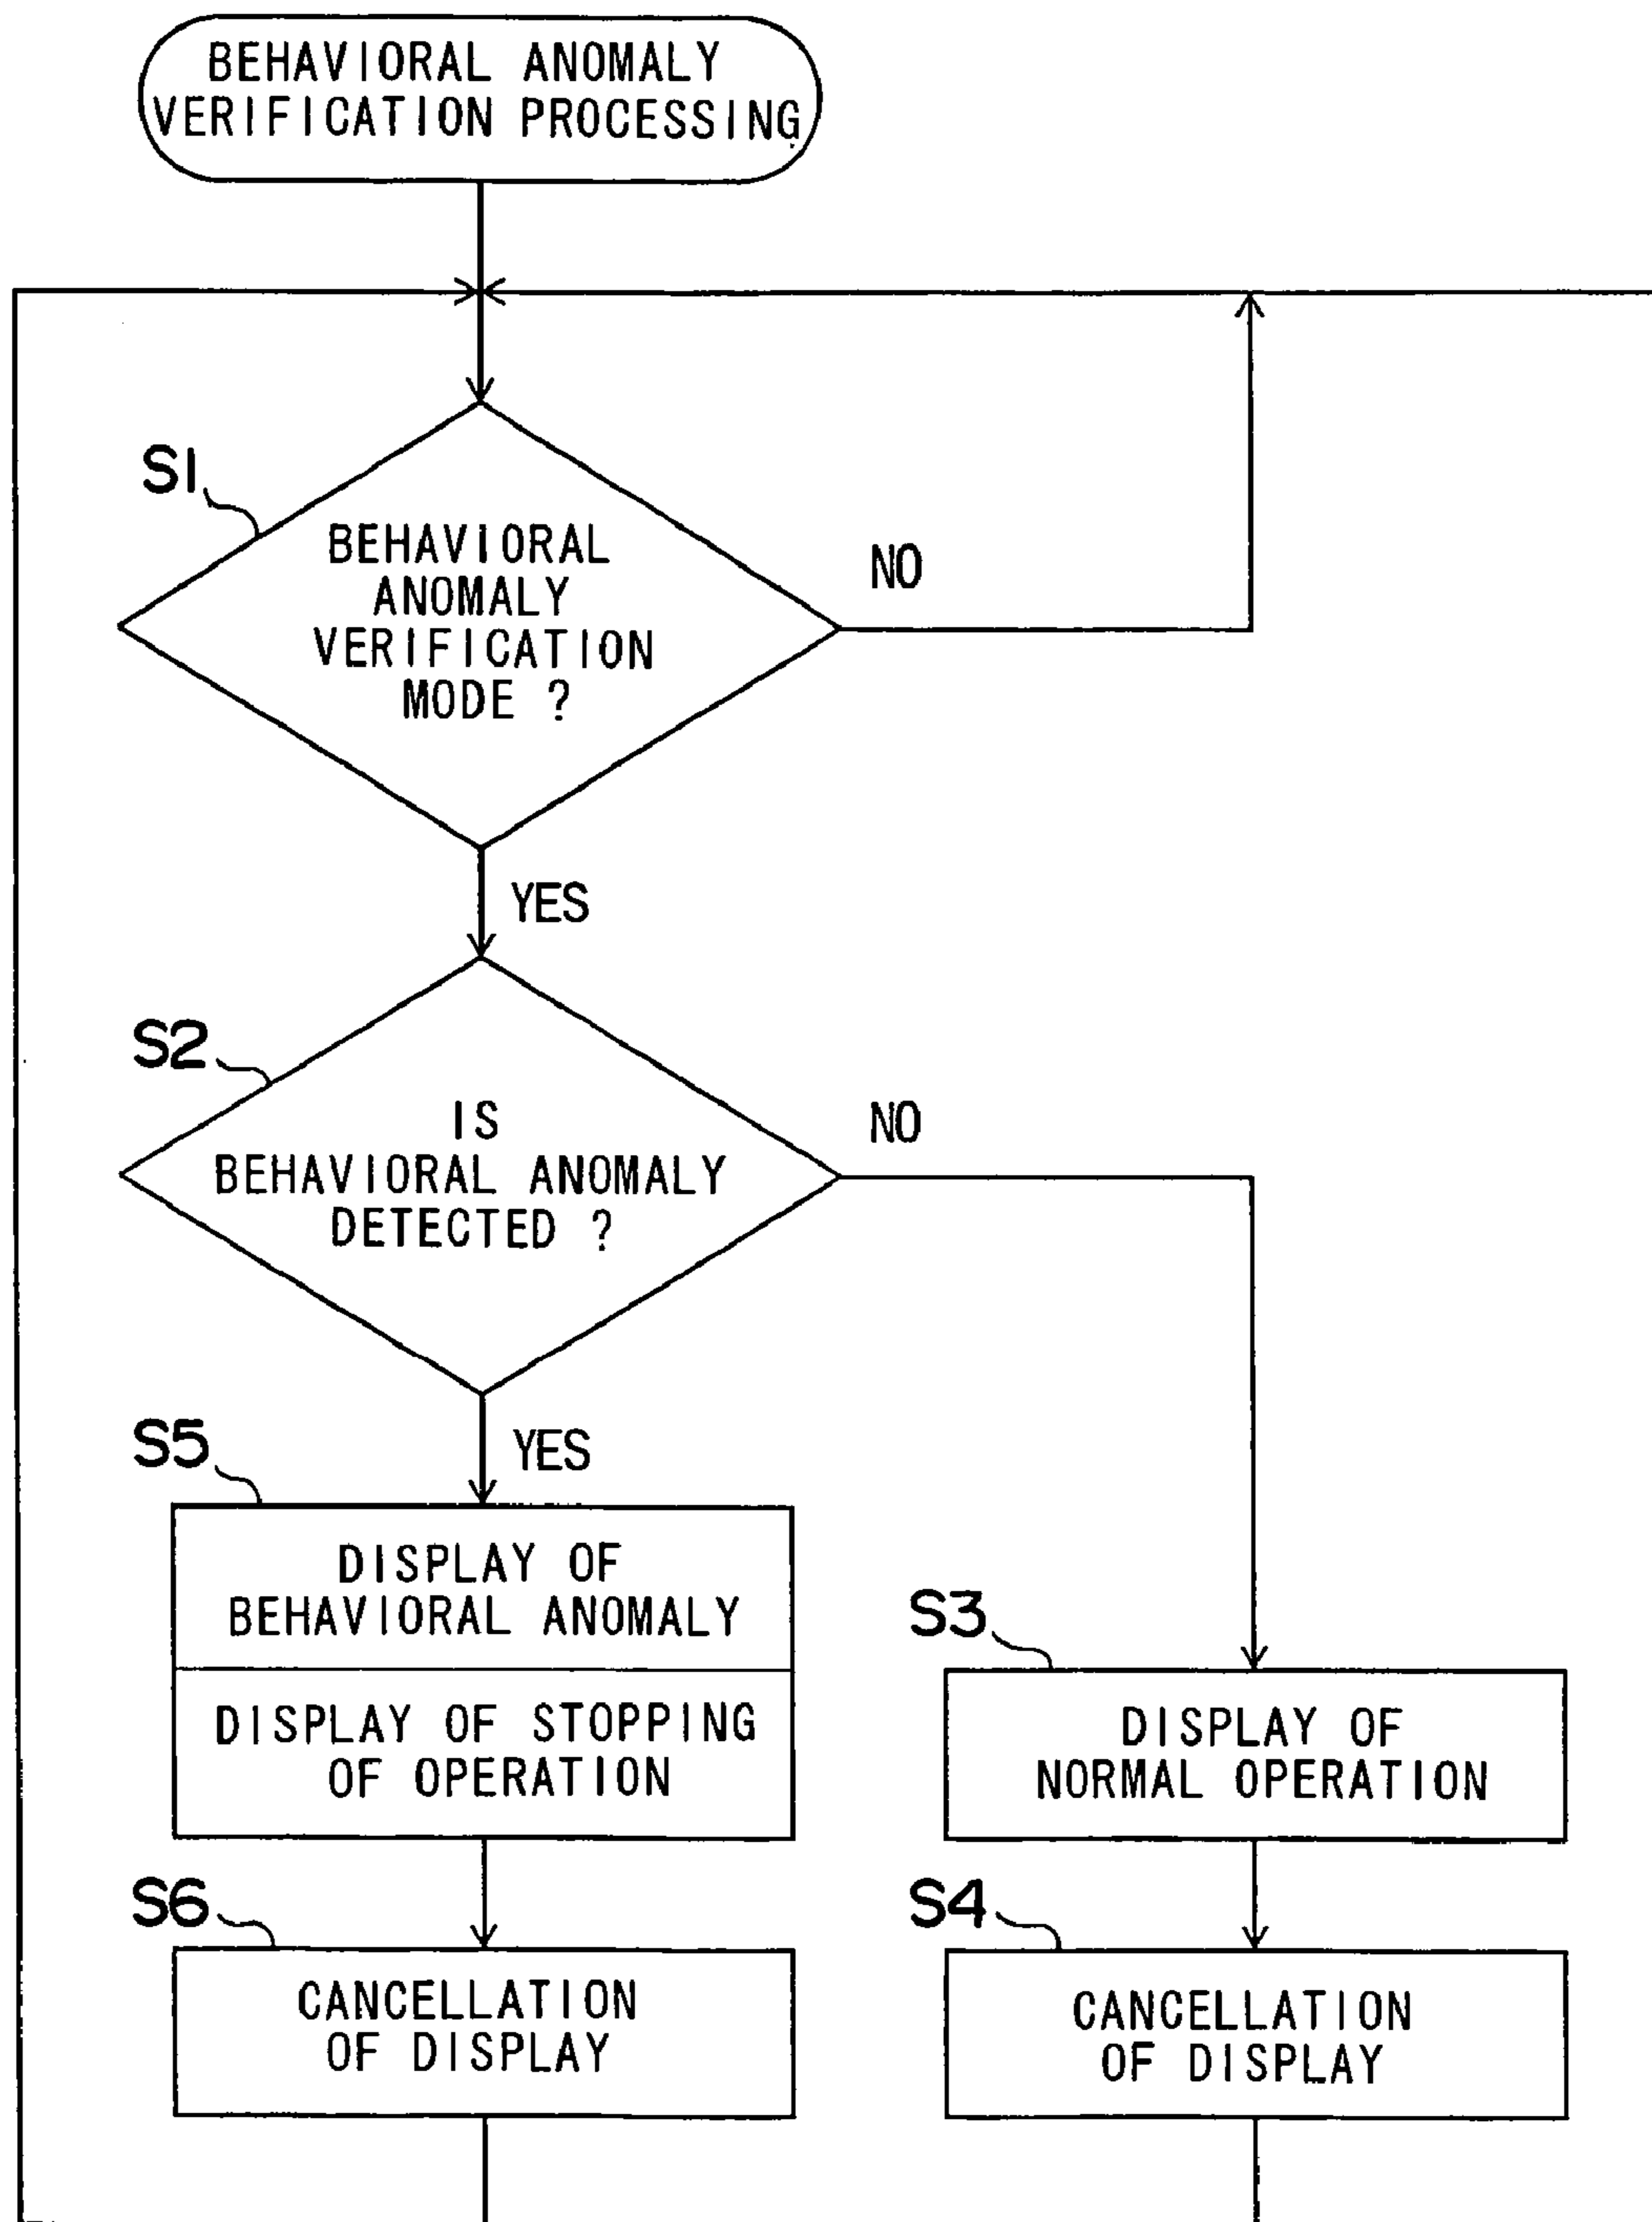 BEHAVIORAL ANOMALY
VERIFICATION PROCESSING
S1
BEHAVIORAL
ANOMALY
VERIFICATION
MODE ?
NO
YES
S2
IS
BEHAVIORAL ANOMALY
DETECTED ?
NO
YES
S5
DISPLAY OF
BEHAVIORAL ANOMALY
DISPLAY OF STOPPING
OF OPERATION
S3
DISPLAY OF
NORMAL OPERATION
S6
CANCELLATION
OF DISPLAY
S4
CANCELLATION
OF DISPLAY